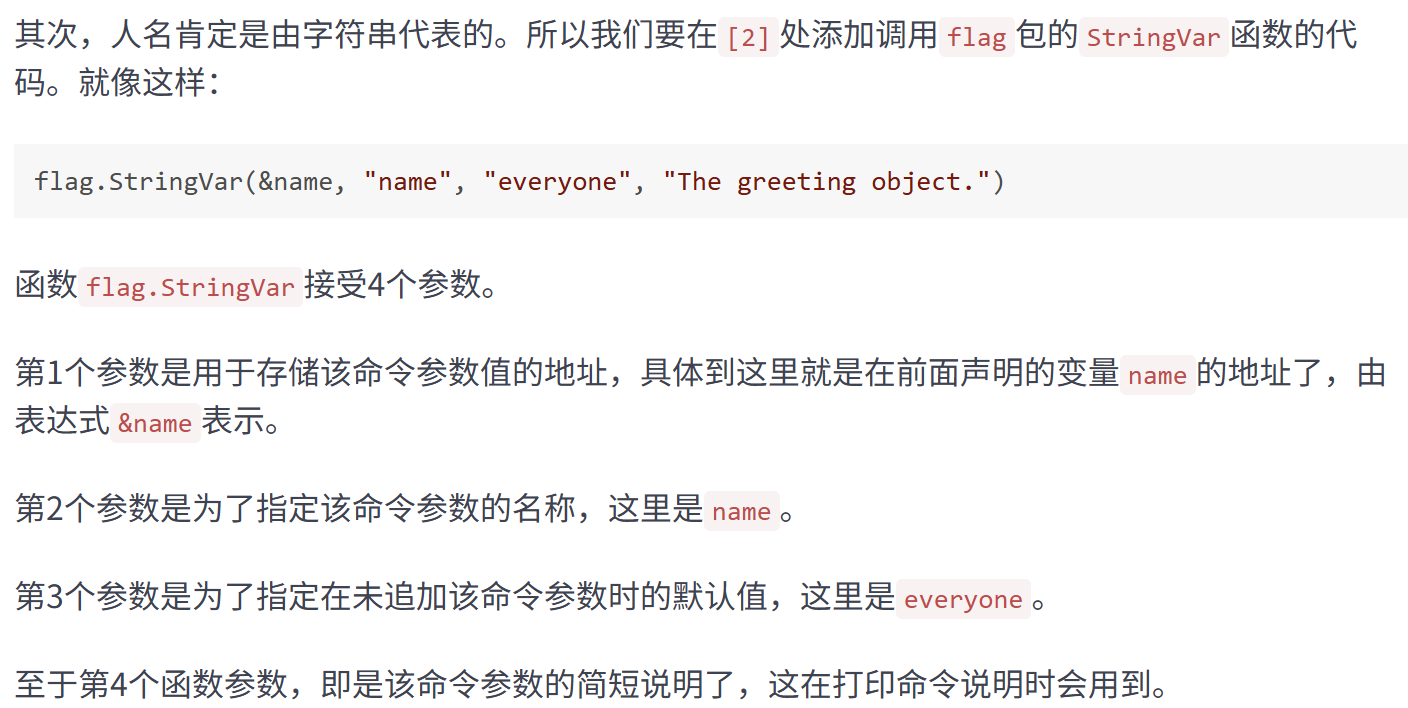 其次，人名肯定是由字符串代表的。所以我们要在[2]处添加调用flag包的StringVar函数的代
码。就像这样：
flag.StringVar(&name, "name", "everyone", "The greeting object.")
函数flag.StringVar接受4个参数。
第1个参数是用于存储该命令参数值的地址，具体到这里就是在前面声明的变量name的地址了，由
表达式&name表示。
第2个参数是为了指定该命令参数的名称，这里是name。
第3个参数是为了指定在未追加该命令参数时的默认值，这里是everyone。
至于第4个函数参数，即是该命令参数的简短说明了，这在打印命令说明时会用到。